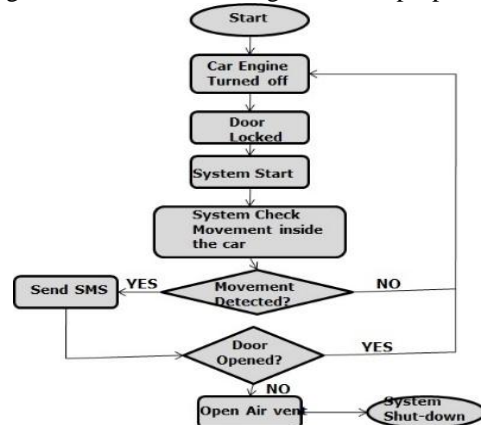 Start
Car Engine
Turned off
Door
Locked
System Start
System Check
Movement inside
the car
Movement
Detected?
YES
NO
Send SMS
Door
Opened?
YES
NO
Open Air vent
System
Shut-down